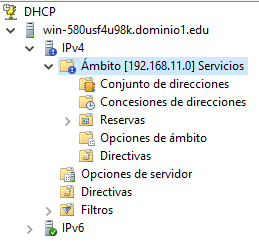 DHCP
win-580usf4u98k.dominio1.edu
IPv4
Ámbito [192.168.11.0] Servicios
Conjunto de direcciones
Concesiones de direcciones
Reservas
Opciones de ámbito
Directivas
Opciones de servidor
Directivas
Filtros
IPv6